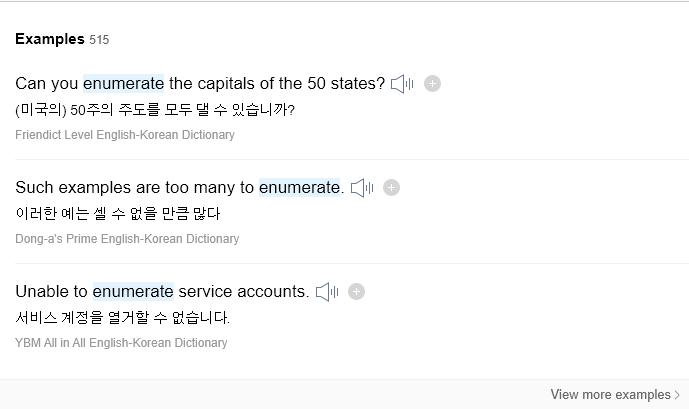 Examples 515
Can you enumerate the capitals of the 50 states?
(미국의) 50주의 주도를 모두 댈 수 있습니까?
Friendict Level English-Korean Dictionary
Such examples are too many to enumerate.
이러한 예는 셀 수 없을 만큼 많다
Dong-a's Prime English-Korean Dictionary
Unable to enumerate service accounts.
서비스 계정을 열거할 수 없습니다.
YBM All in All English-Korean Dictionary
View more examples >